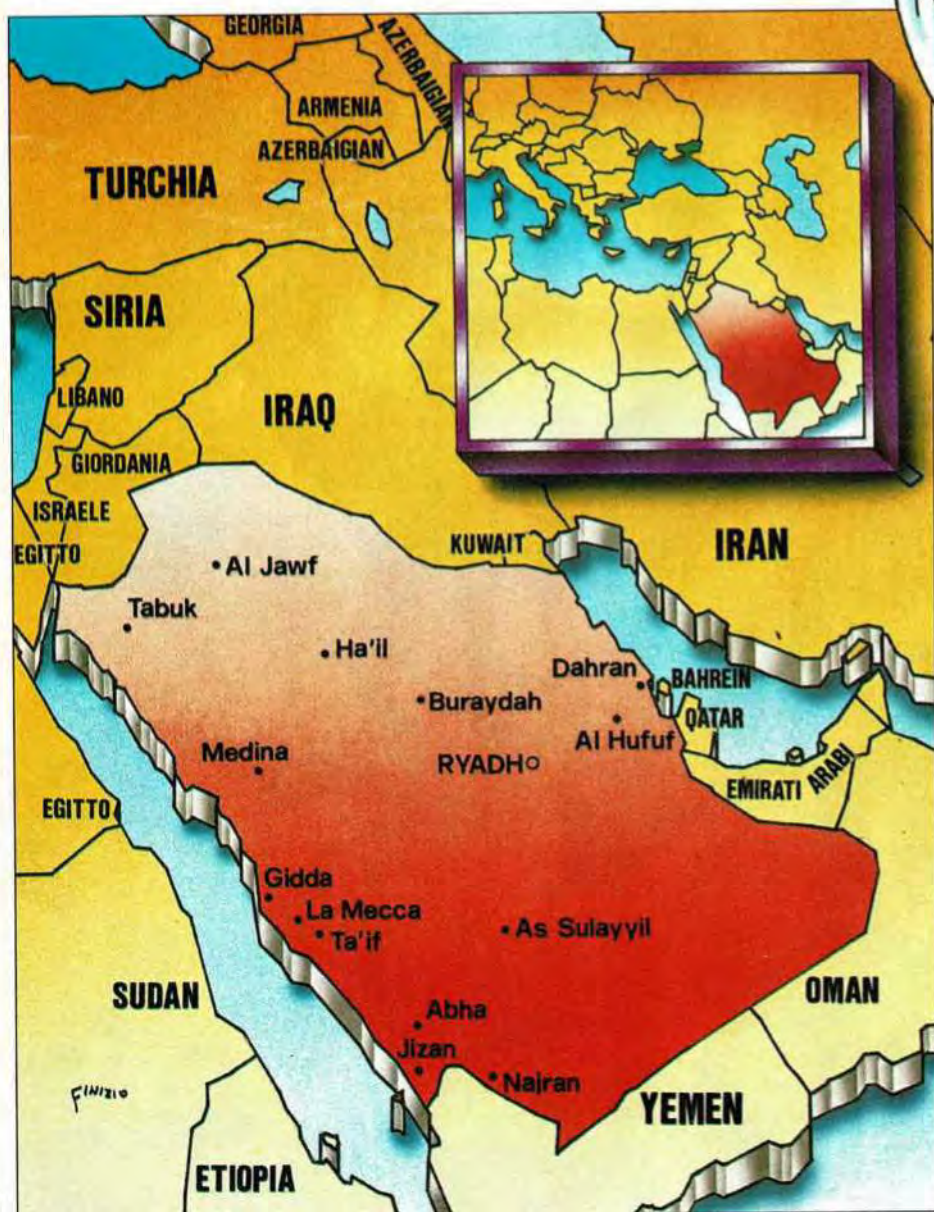 GEORGIA
AZERBAIGIAN
ARMENIA
AZERBAIGIAN
TURCHIA
SIRIA
LIBANO
IRAQ
GIORDANIA
ISRAELE
EGITTO
KUWAIT
IRAN
Al Jawf
Tabuk
Ha'il
Dahran
BAHREIN
Buraydah
QATAR
Al Hufuf
Medina
RYADH
EMIRATI ARABI
EGITTO
Gidda
La Mecca
Ta'if
As Sulayyil
SUDAN
OMAN
Abha
Jizan
Najran
FINIZIO
YEMEN
ETIOPIA